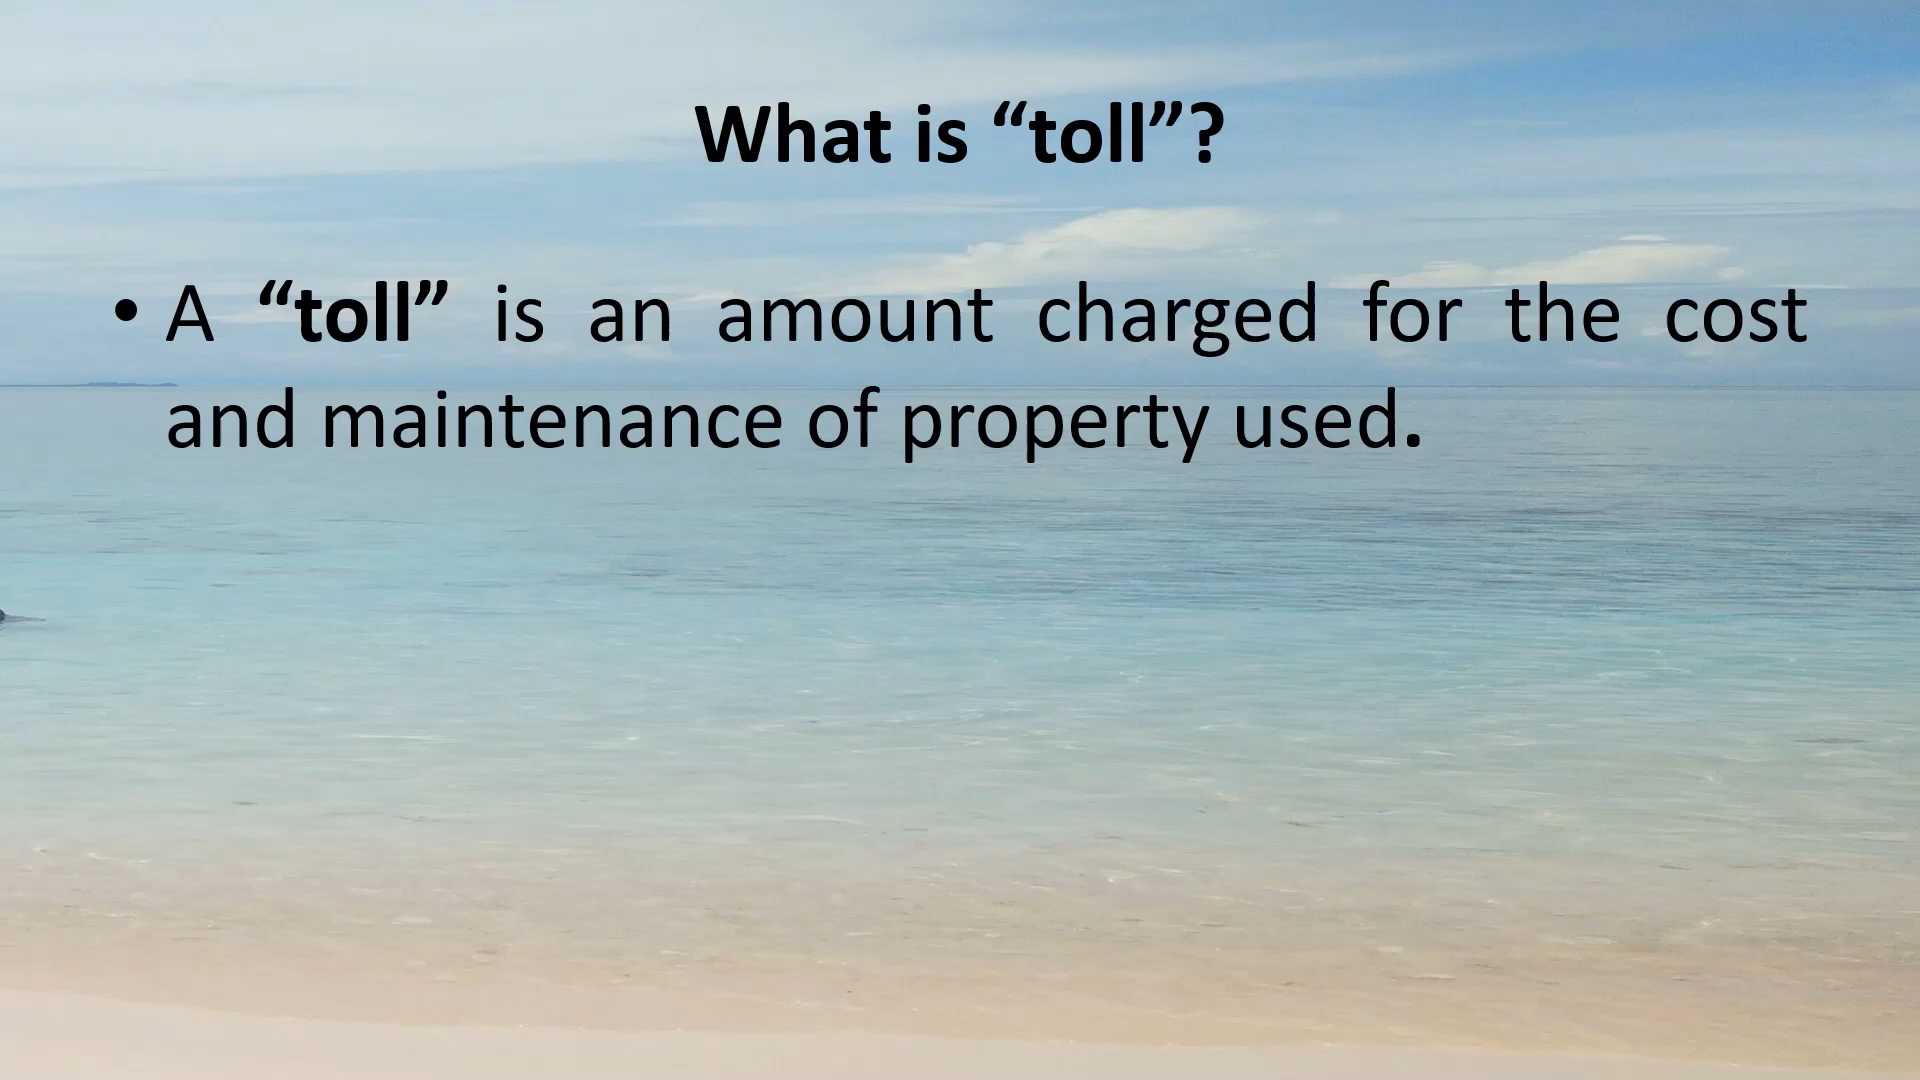 What is “toll”?
• A “toll” is an amount charged for the cost
and maintenance of property used.